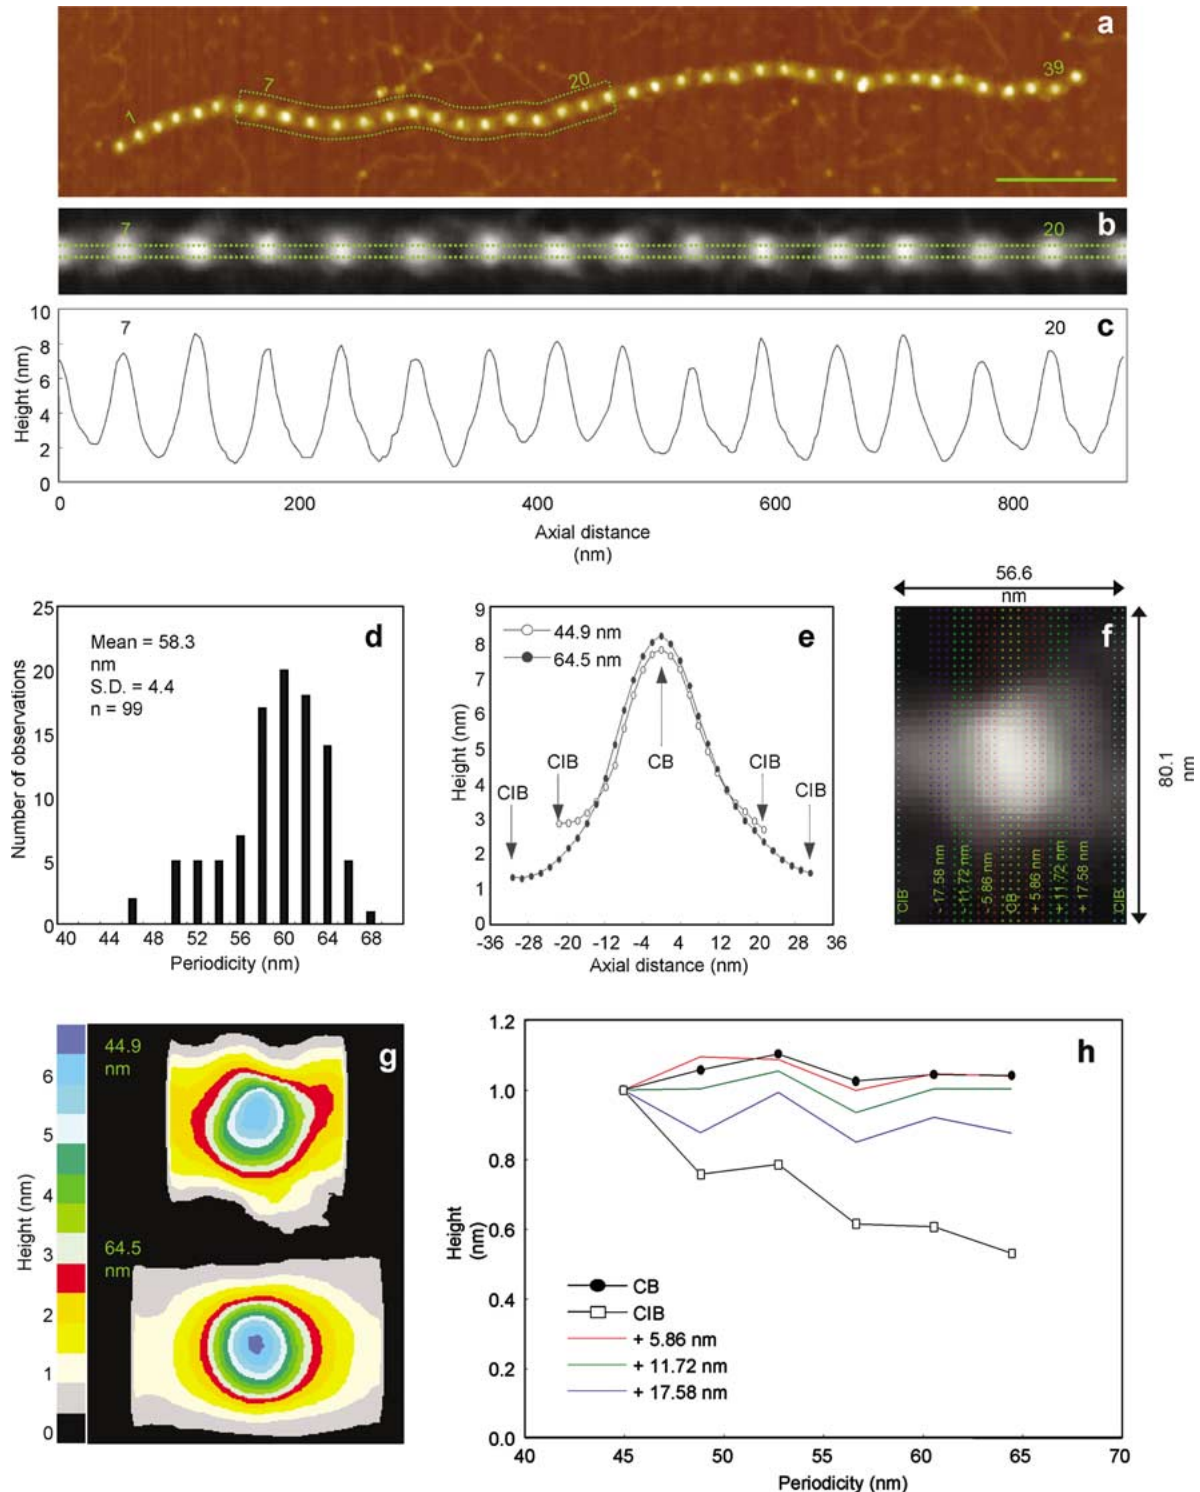 a
1
7
20
39
b
7
20
c
7
20
10
8
6
4
2
0
Height (nm)
0
200
400
600
800
Axial distance
(nm)
d
Mean = 58.3
nm
S.D. = 4.4
n = 99
25
20
15
10
5
0
Number of observations
40 44 48 52 56 60 64 68
Periodicity (nm)
e
44.9 nm
64.5 nm
9
8
7
6
5
4
3
2
1
0
Height (nm)
CIB
CIB
CB
CIB
CIB
-36 -28 -20 -12 -4 4 12 20 28 36
Axial distance (nm)
56.6
nm
f
80.1
nm
CIB
- 17.58 nm
- 11.72 nm
- 5.86 nm
CB
+ 5.86 nm
+ 11.72 nm
+ 17.58 nm
CIB
g
44.9
nm
64.5
nm
6
5
4
3
2
1
0
Height (nm)
h
1.2
1.0
0.8
0.6
0.4
0.2
0.0
Height
(nm)
CB
CIB
+ 5.86 nm
+ 11.72 nm
+ 17.58 nm
40 45 50 55 60 65 70
Periodicity (nm)